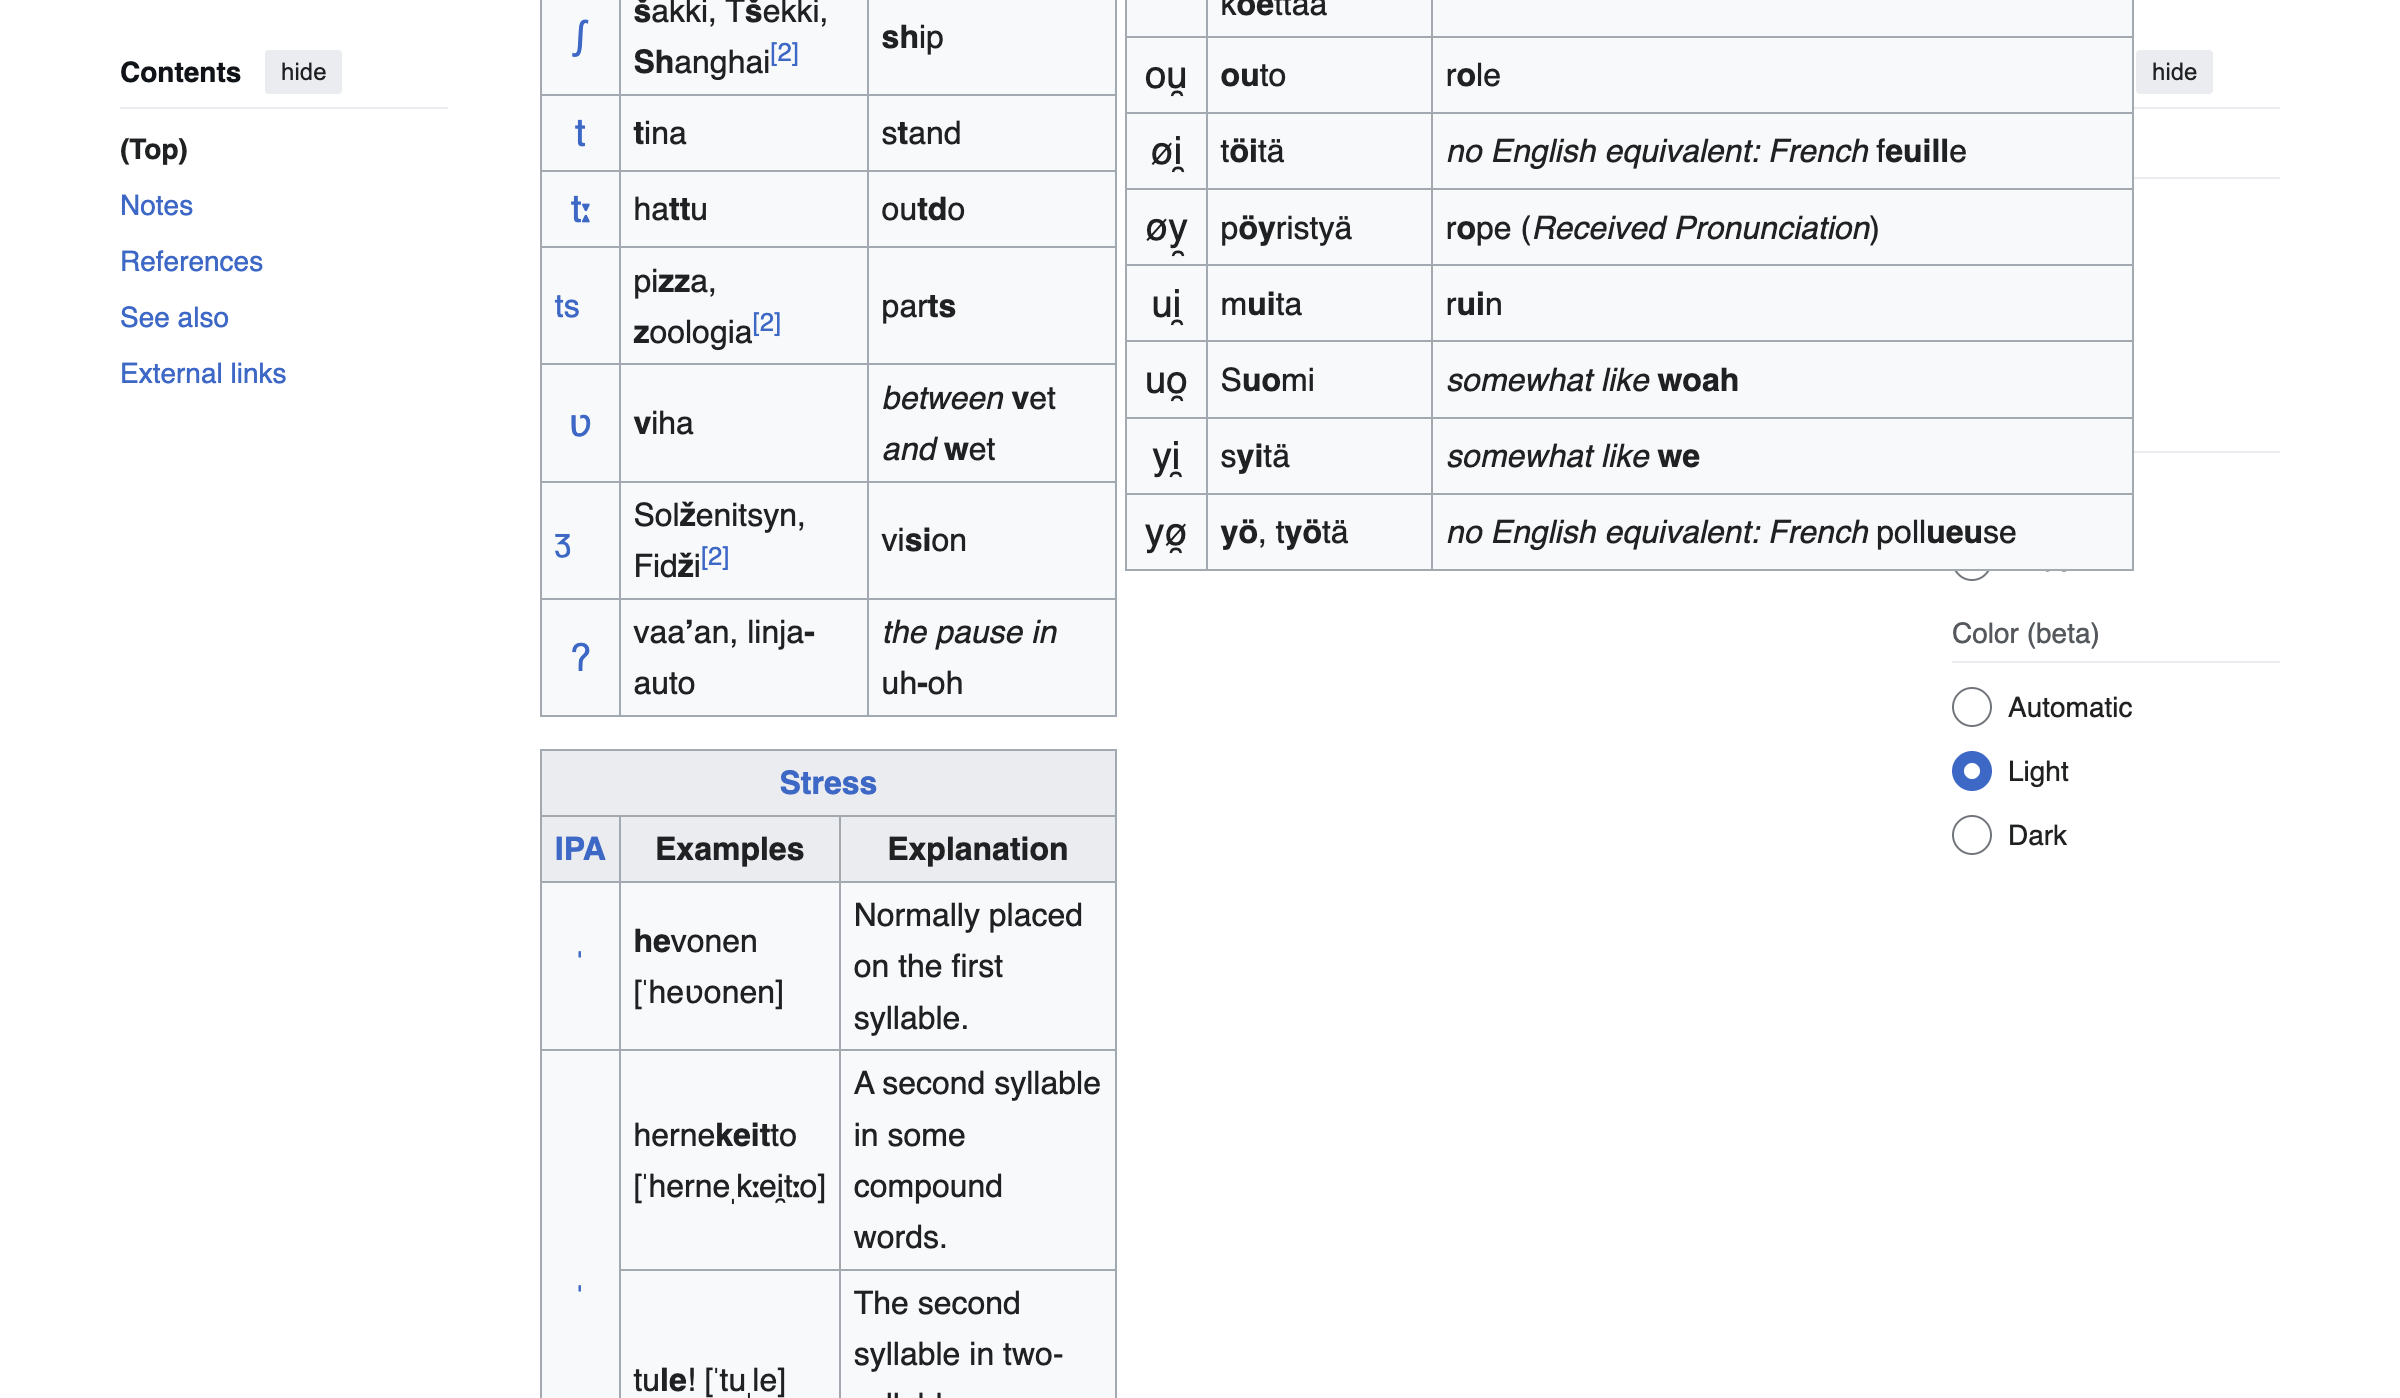 Contents hide
(Top)
Notes
References
See also
External links
ʃ
šakki, Tšekki,
Shanghai[2]
ship
t
tina
stand
tː
hattu
outdo
ts
pizza,
zoologia[2]
parts
ʋ
viha
between vet
and wet
ʒ
Solženitsyn,
Fidži[2]
vision
ʔ
vaa’an, linja-
auto
the pause in
uh-oh
Stress
IPA
Examples
Explanation
ˈ
hevonen
[ˈheʋonen]
Normally placed
on the first
syllable.
ˌ
hernekeitto
[ˈherneˌkːei̯tːo]
A second syllable
in some
compound
words.
tule! [ˈtuˌle]
The second
syllable in two-
koettaa
ou̯
outo
role
øi̯
töitä
no English equivalent: French feuille
øy̯
pöyristyä
rope (Received Pronunciation)
ui̯
muita
ruin
uo̯
Suomi
somewhat like woah
yi̯
syitä
somewhat like we
yø̯
yö, työtä
no English equivalent: French pollueuse
hide
Color (beta)
Automatic
Light
Dark